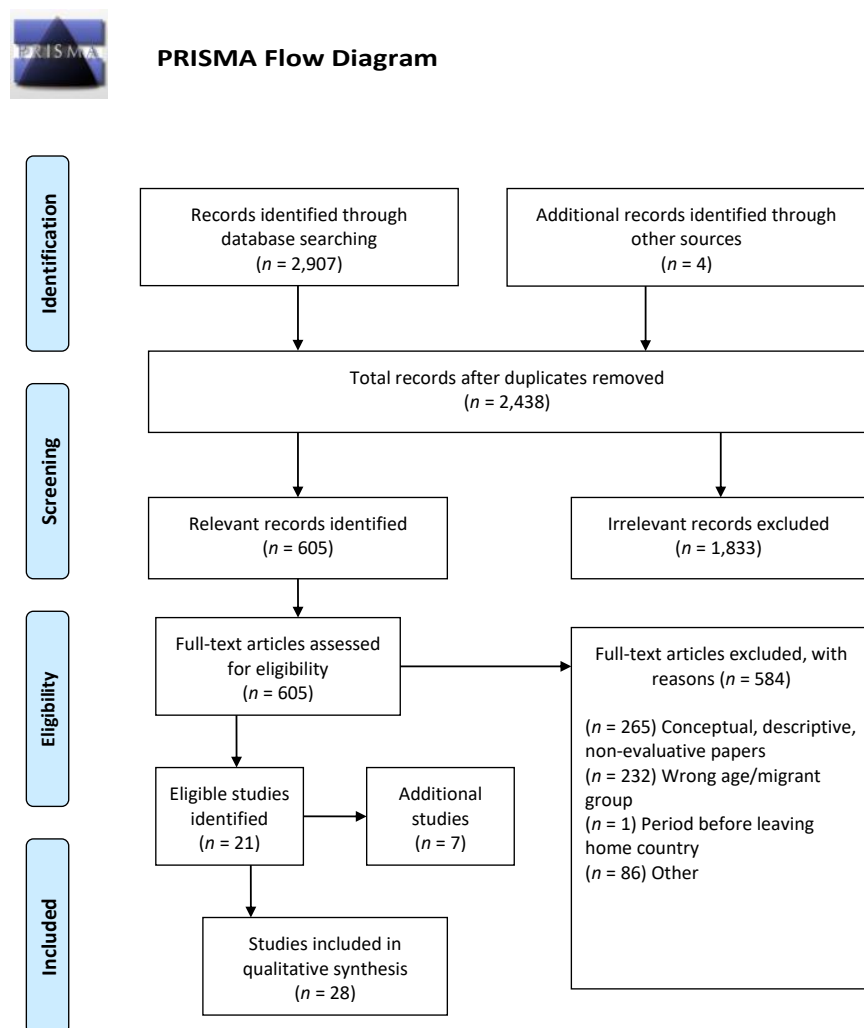 PRISMA
PRISMA Flow Diagram
Identification
Records identified through
database searching
(n = 2,907)
Additional records identified through
other sources
(n = 4)
Total records after duplicates removed
(n = 2,438)
Screening
Relevant records identified
(n = 605)
Irrelevant records excluded
(n = 1,833)
Eligibility
Full-text articles assessed
for eligibility
(n = 605)
Full-text articles excluded, with
reasons (n = 584)
(n = 265) Conceptual, descriptive,
non-evaluative papers
(n = 232) Wrong age/migrant
group
(n = 1) Period before leaving
home country
(n = 86) Other
Eligible studies
identified
(n = 21)
Additional
studies
(n = 7)
Included
Studies included in
qualitative synthesis
(n = 28)